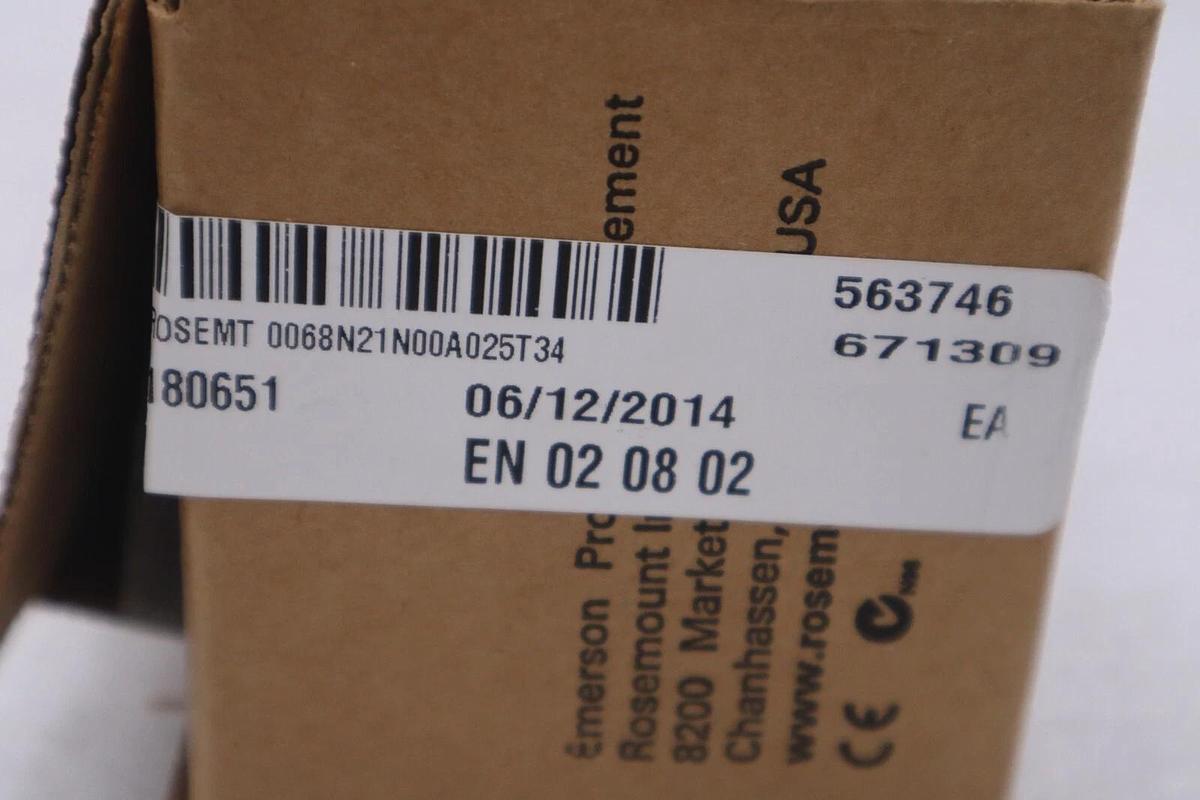 ROSEMT 0068N21N00A025T34
563746
671309
180651
06/12/2014
EA
EN 02 08 02
Emerson Pro ement
Rosemount I
8200 Market
Chanhassen, USA
www.rosem
CE
N96